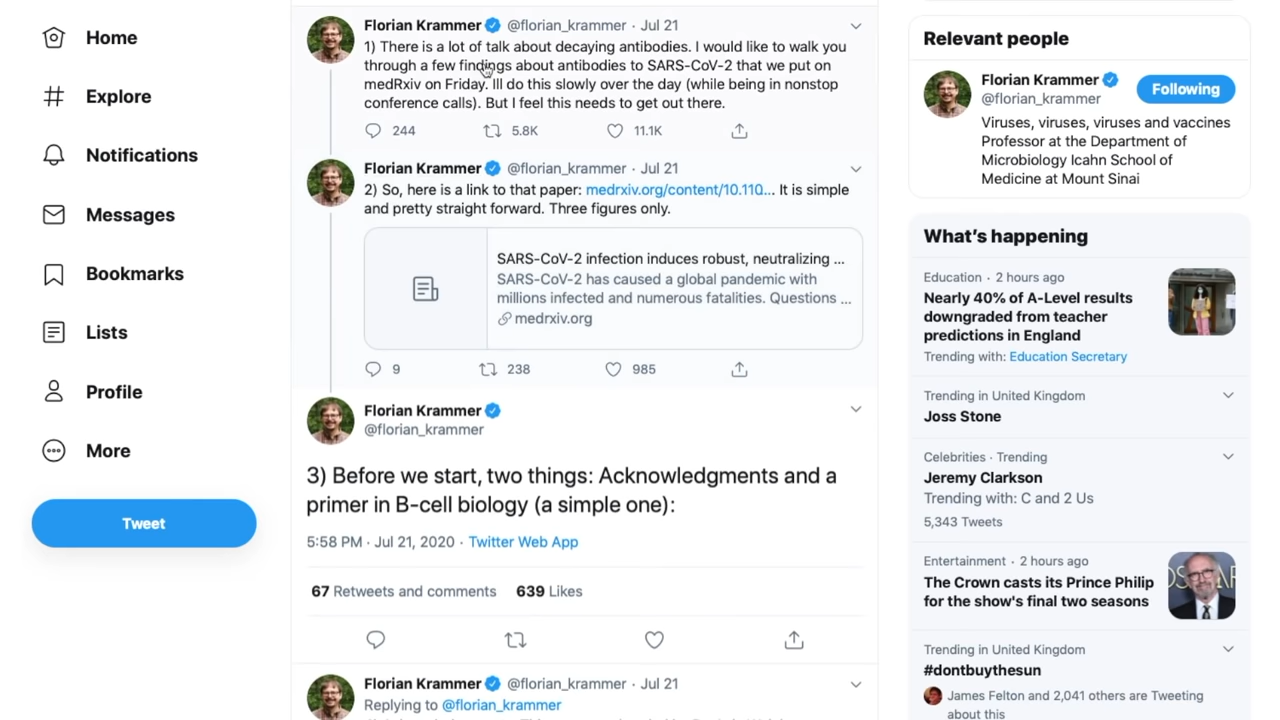 Home
Explore
Notifications
Messages
Bookmarks
Lists
Profile
More
Tweet
Florian Krammer @florian_krammer · Jul 21
1) There is a lot of talk about decaying antibodies. I would like to walk you
through a few findings about antibodies to SARS-CoV-2 that we put on
medRxiv on Friday. Ill do this slowly over the day (while being in nonstop
conference calls). But I feel this needs to get out there.
244 5.8K 11.1K
Florian Krammer @florian_krammer · Jul 21
2) So, here is a link to that paper: medrxiv.org/content/10.110... It is simple
and pretty straight forward. Three figures only.
SARS-CoV-2 infection induces robust, neutralizing ...
SARS-CoV-2 has caused a global pandemic with
millions infected and numerous fatalities. Questions ...
medrxiv.org
9 238 985
Florian Krammer
@florian_krammer
3) Before we start, two things: Acknowledgments and a
primer in B-cell biology (a simple one):
5:58 PM · Jul 21, 2020 · Twitter Web App
67 Retweets and comments 639 Likes
Florian Krammer @florian_krammer · Jul 21
Replying to @florian_krammer
Relevant people
Florian Krammer
@florian_krammer
Following
Viruses, viruses, viruses and vaccines
Professor at the Department of
Microbiology Icahn School of
Medicine at Mount Sinai
What's happening
Education · 2 hours ago
Nearly 40% of A-Level results
downgraded from teacher
predictions in England
Trending with: Education Secretary
Trending in United Kingdom
Joss Stone
Celebrities · Trending
Jeremy Clarkson
Trending with: C and 2 Us
5,343 Tweets
Entertainment · 2 hours ago
The Crown casts its Prince Philip
for the show's final two seasons
Trending in United Kingdom
#dontbuythesun
James Felton and 2,041 others are Tweeting
about this